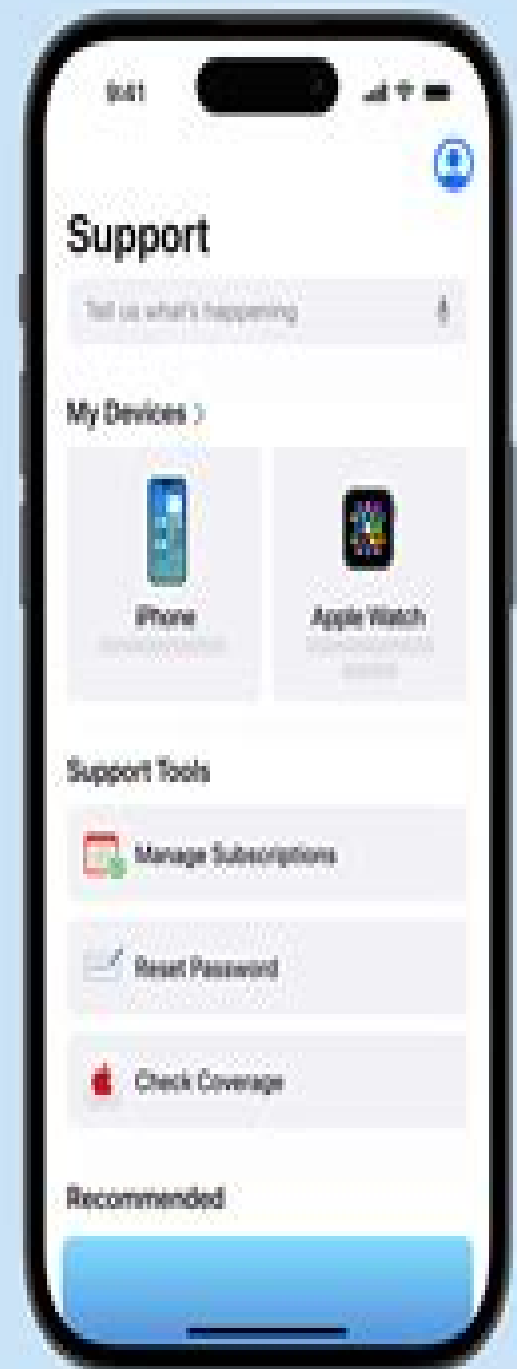 9:41
Support
Tell us what's happening
My Devices >
iPhone
Apple Watch
Support Tools
Manage Subscriptions
Reset Password
Check Coverage
Recommended